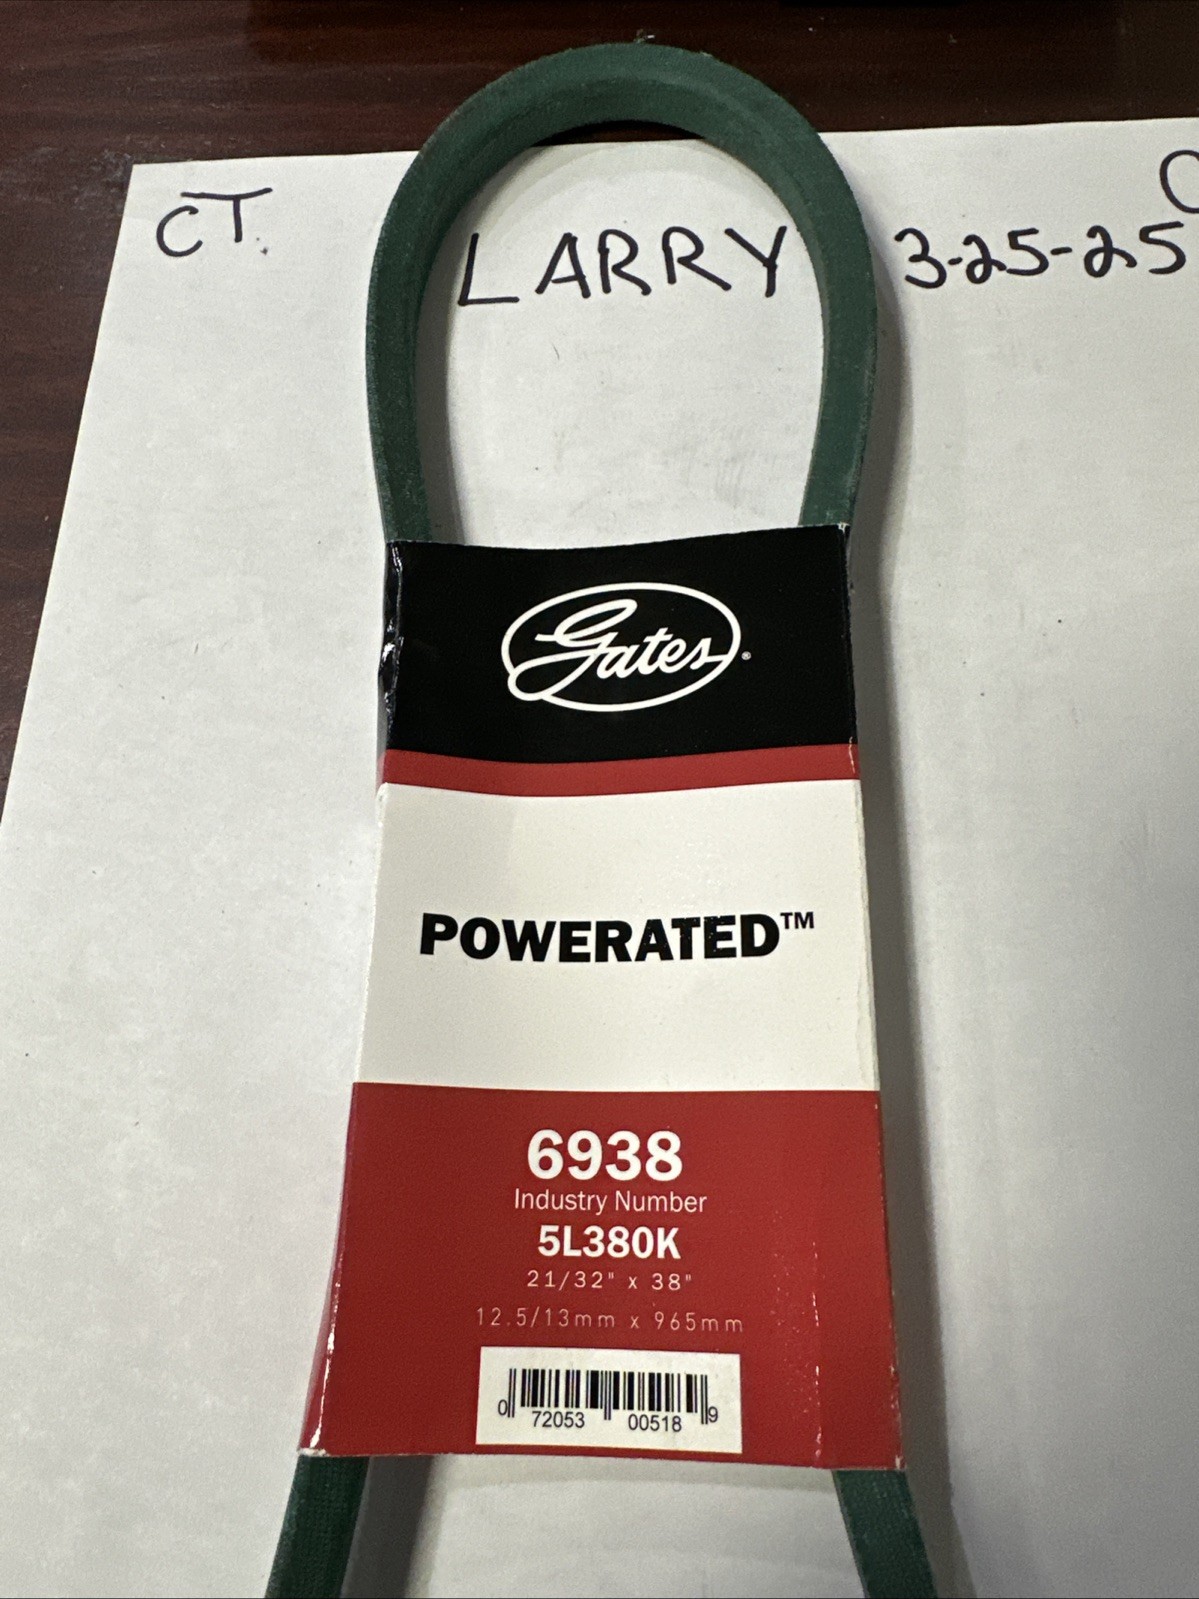 CT.
LARRY
3-25-25
Gates®
POWERATED™
6938
Industry Number
5L380K
21/32" x 38"
12.5/13mm x 965mm
0 72053 00518 9